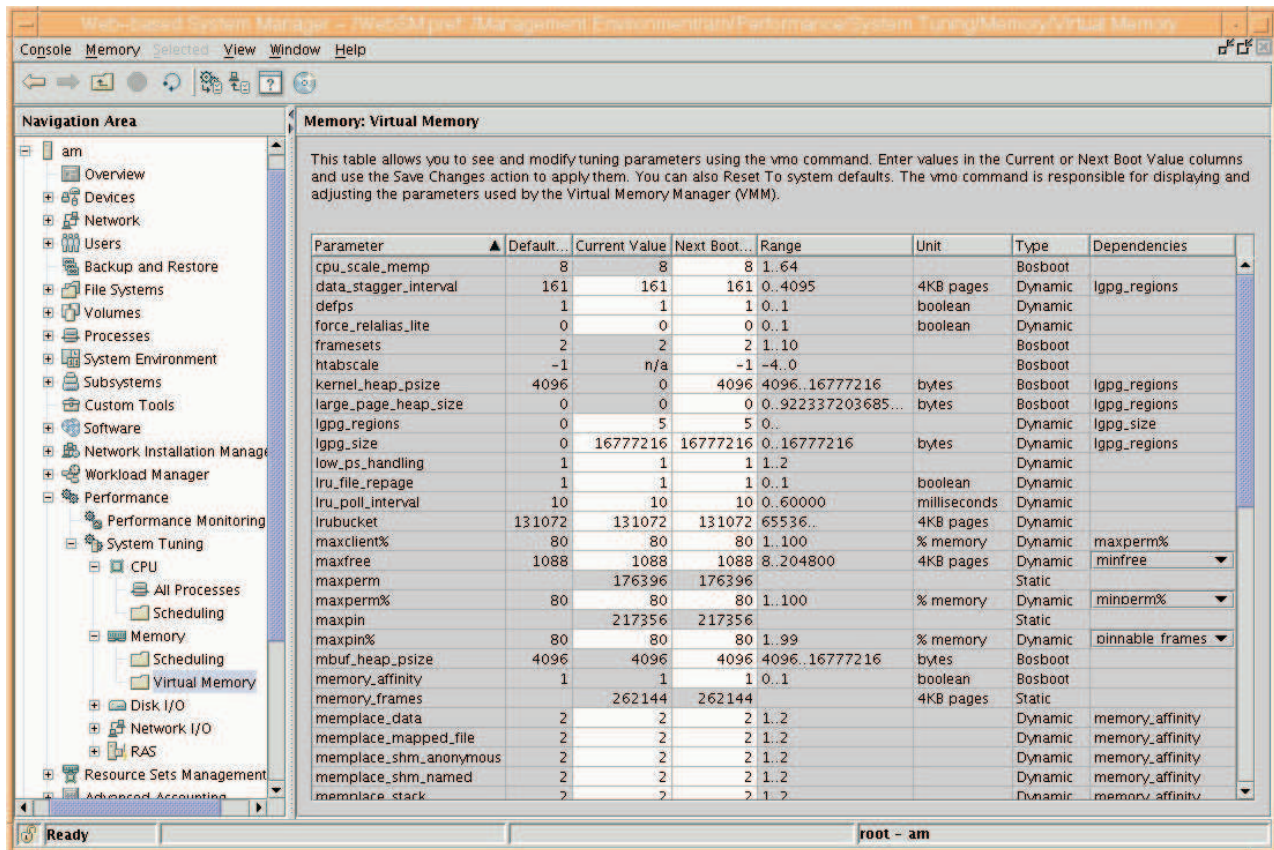 Web-based System Manager - /WebSM.pref: /Management Environment/am/Performance/System Tuning/Memory/Virtual Memory
Console Memory Selected View Window Help
Navigation Area
am
Overview
Devices
Network
Users
Backup and Restore
File Systems
Volumes
Processes
System Environment
Subsystems
Custom Tools
Software
Network Installation Manage
Workload Manager
Performance
Performance Monitoring
System Tuning
CPU
All Processes
Scheduling
Memory
Scheduling
Virtual Memory
Disk I/O
Network I/O
RAS
Resource Sets Management
Advanced Accounting
Memory: Virtual Memory
This table allows you to see and modify tuning parameters using the vmo command. Enter values in the Current or Next Boot Value columns
and use the Save Changes action to apply them. You can also Reset To system defaults. The vmo command is responsible for displaying and
adjusting the parameters used by the Virtual Memory Manager (VMM).
Parameter Default... Current Value Next Boot... Range Unit Type Dependencies
cpu_scale_memp 8 8 8 1..64 Bosboot
data_stagger_interval 161 161 161 0..4095 4KB pages Dynamic lgpg_regions
defps 1 1 1 0..1 boolean Dynamic
force_relalias_lite 0 0 0 0..1 boolean Dynamic
framesets 2 2 2 1..10 Bosboot
htabscale -1 n/a -1 -4..0 Bosboot
kernel_heap_psize 4096 0 4096 4096..16777216 bytes Bosboot lgpg_regions
large_page_heap_size 0 0 0 0..922337203685... bytes Bosboot lgpg_regions
lgpg_regions 0 5 5 0.. Dynamic lgpg_size
lgpg_size 0 16777216 16777216 0..16777216 bytes Dynamic lgpg_regions
low_ps_handling 1 1 1 1..2 Dynamic
lru_file_repage 1 1 1 0..1 boolean Dynamic
lru_poll_interval 10 10 10 0..60000 milliseconds Dynamic
lrubucket 131072 131072 131072 65536.. 4KB pages Dynamic
maxclient% 80 80 80 1..100 % memory Dynamic maxperm%
maxfree 1088 1088 1088 8..204800 4KB pages Dynamic minfree
maxperm 176396 176396 Static
maxperm% 80 80 80 1..100 % memory Dynamic minperm%
maxpin 217356 217356 Static
maxpin% 80 80 80 1..99 % memory Dynamic pinnable_frames
mbuf_heap_psize 4096 4096 4096 4096..16777216 bytes Bosboot
memory_affinity 1 1 1 0..1 boolean Bosboot
memory_frames 262144 262144 4KB pages Static
memplace_data 2 2 2 1..2 Dynamic memory_affinity
memplace_mapped_file 2 2 2 1..2 Dynamic memory_affinity
memplace_shm_anonymous 2 2 2 1..2 Dynamic memory_affinity
memplace_shm_named 2 2 2 1..2 Dynamic memory_affinity
memplace_stack 2 2 2 1..2 Dynamic memory_affinity
Ready
root - am